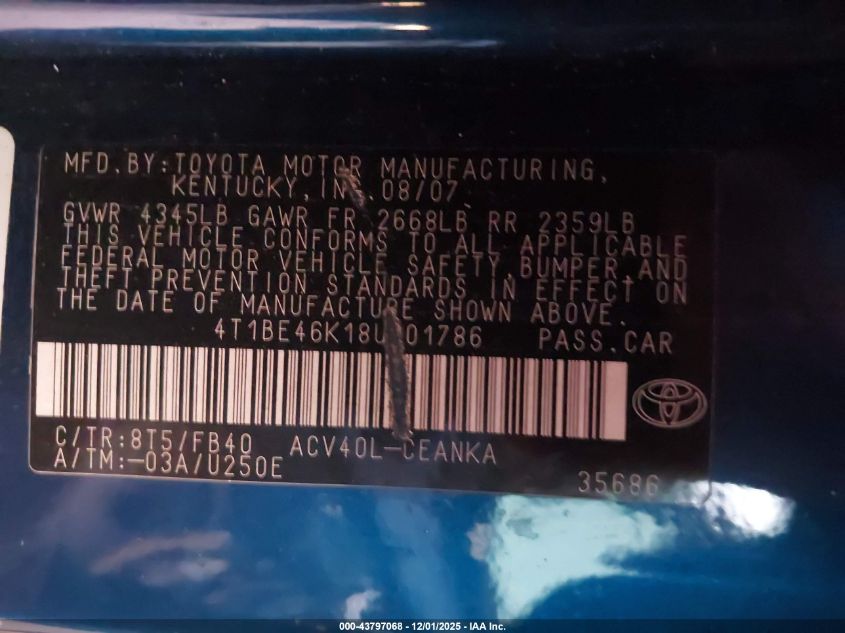 MFD.BY:TOYOTA MOTOR MANUFACTURING,
KENTUCKY, 08/07
GVWR 4345LB GAWR FR 2668LB RR 2359LB
THIS VEHICLE CONFORMS TO ALL APPLICABLE
FEDERAL MOTOR VEHICLE SAFETY,BUMPER,AND
THEFT PREVENTION STANDARDS IN EFFECT ON
THE DATE OF MANUFACTURE SHOWN ABOVE.
PASS.CAR
C/TR:8T5/FB40 ACV40L-CEANKA
A/TM:-03A/U250E 35686
000-43797068 - 12/01/2025 - IAA Inc.